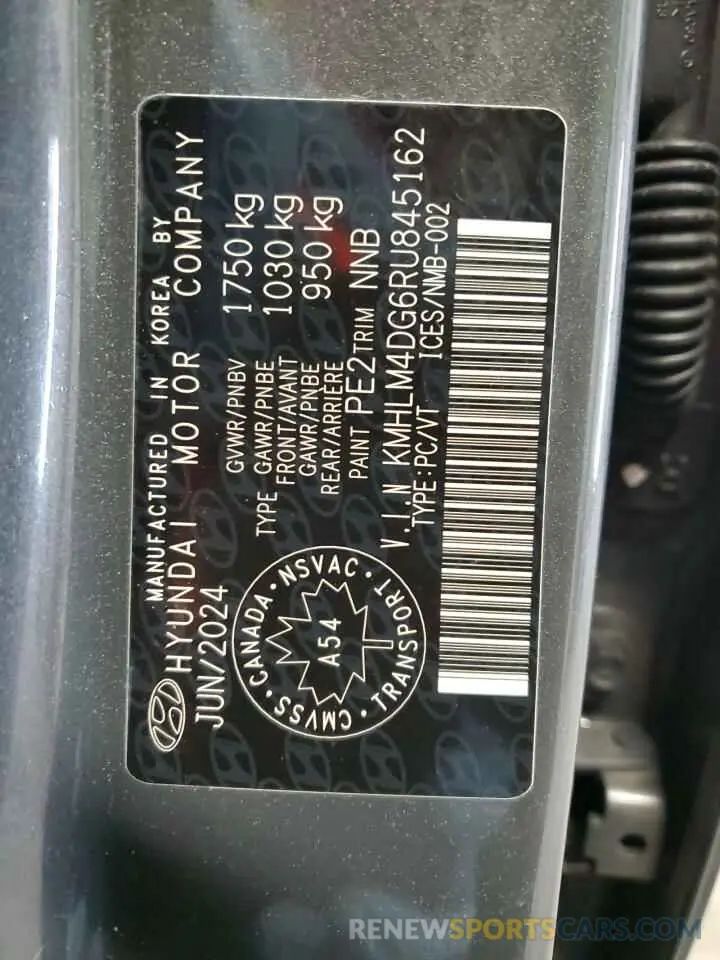 MANUFACTURED IN KOREA BY
HYUNDAI MOTOR COMPANY
JUN/2024
GVWR/PNBV 1750 kg
TYPE GAWR/PNBE FRONT/AVANT 1030 kg
GAWR/PNBE REAR/ARRIÈRE 950 kg
PAINT PE2 TRIM NNB
V.I.N KMHLM4DG6RU845162
TYPE:PC/VT ICES/NMB-002
CANADA · NSVAC · TRANSPORT · CMVSS ·
A54
RENEWSPORTSCARS.COM